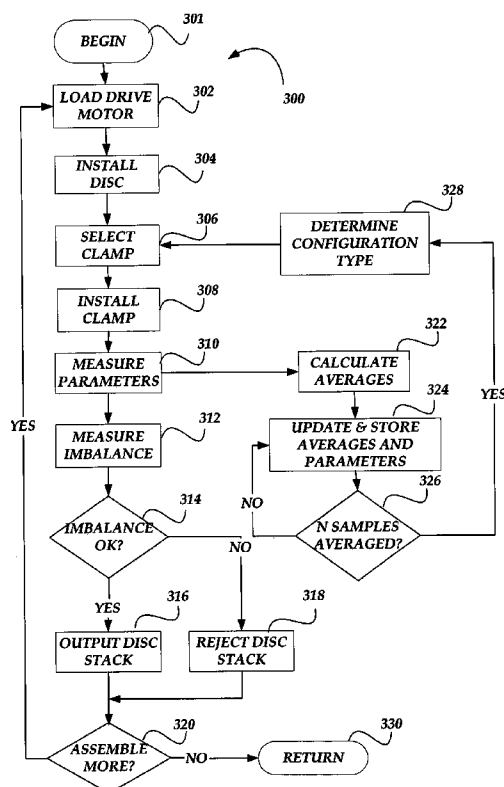 BEGIN
301
300
LOAD DRIVE
MOTOR
302
INSTALL
DISC
304
SELECT
CLAMP
306
DETERMINE
CONFIGURATION
TYPE
328
INSTALL
CLAMP
308
MEASURE
PARAMETERS
310
CALCULATE
AVERAGES
322
MEASURE
IMBALANCE
312
UPDATE & STORE
AVERAGES AND
PARAMETERS
324
YES
YES
NO
IMBALANCE
OK?
314
N SAMPLES
AVERAGED?
326
NO
YES
OUTPUT DISC
STACK
316
REJECT DISC
STACK
318
ASSEMBLE
MORE?
320
NO
RETURN
330